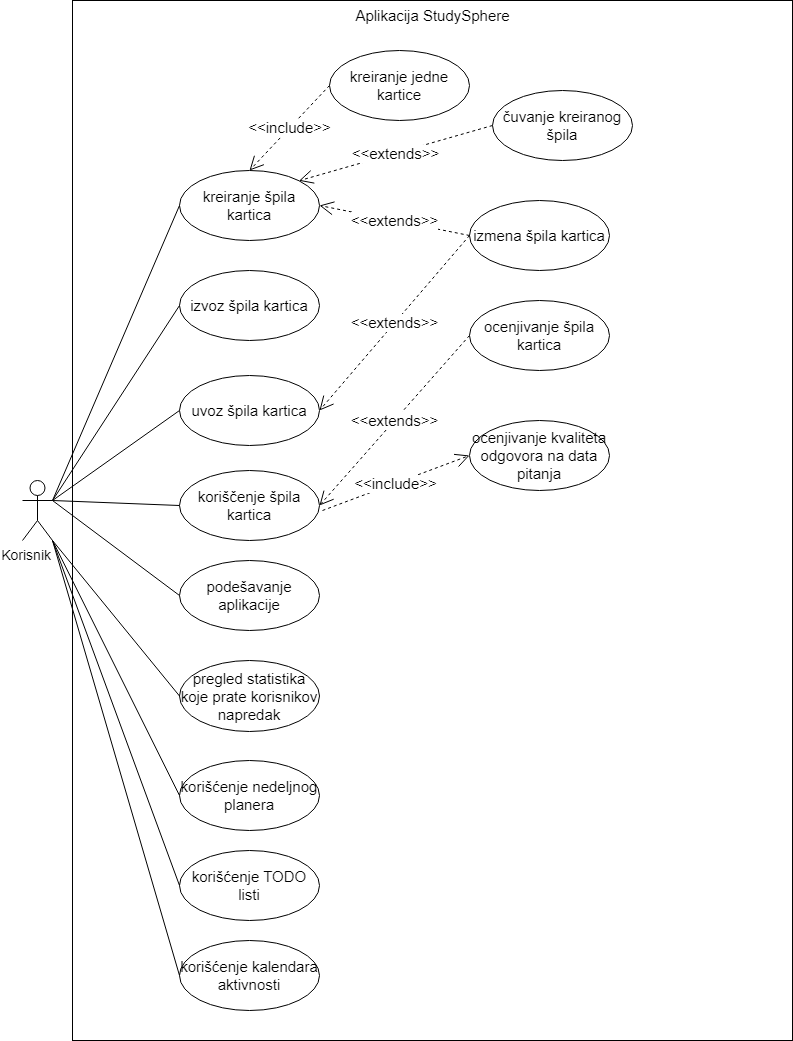 Aplikacija StudySphere
kreiranje jedne
kartice
<<include>>
čuvanje kreiranog
špila
<<extends>>
kreiranje špila
kartica
<<extends>>
izmena špila kartica
izvoz špila kartica
<<extends>>
ocenjivanje špila
kartica
uvoz špila kartica
<<extends>>
ocenjivanje kvaliteta
odgovora na data
pitanja
<<include>>
koriščenje špila
kartica
Korisnik
podešavanje
aplikacije
pregled statistika
koje prate korisnikov
napredak
korišćenje nedeljnog
planera
korišćenje TODO
listi
korišćenje kalendara
aktivnosti